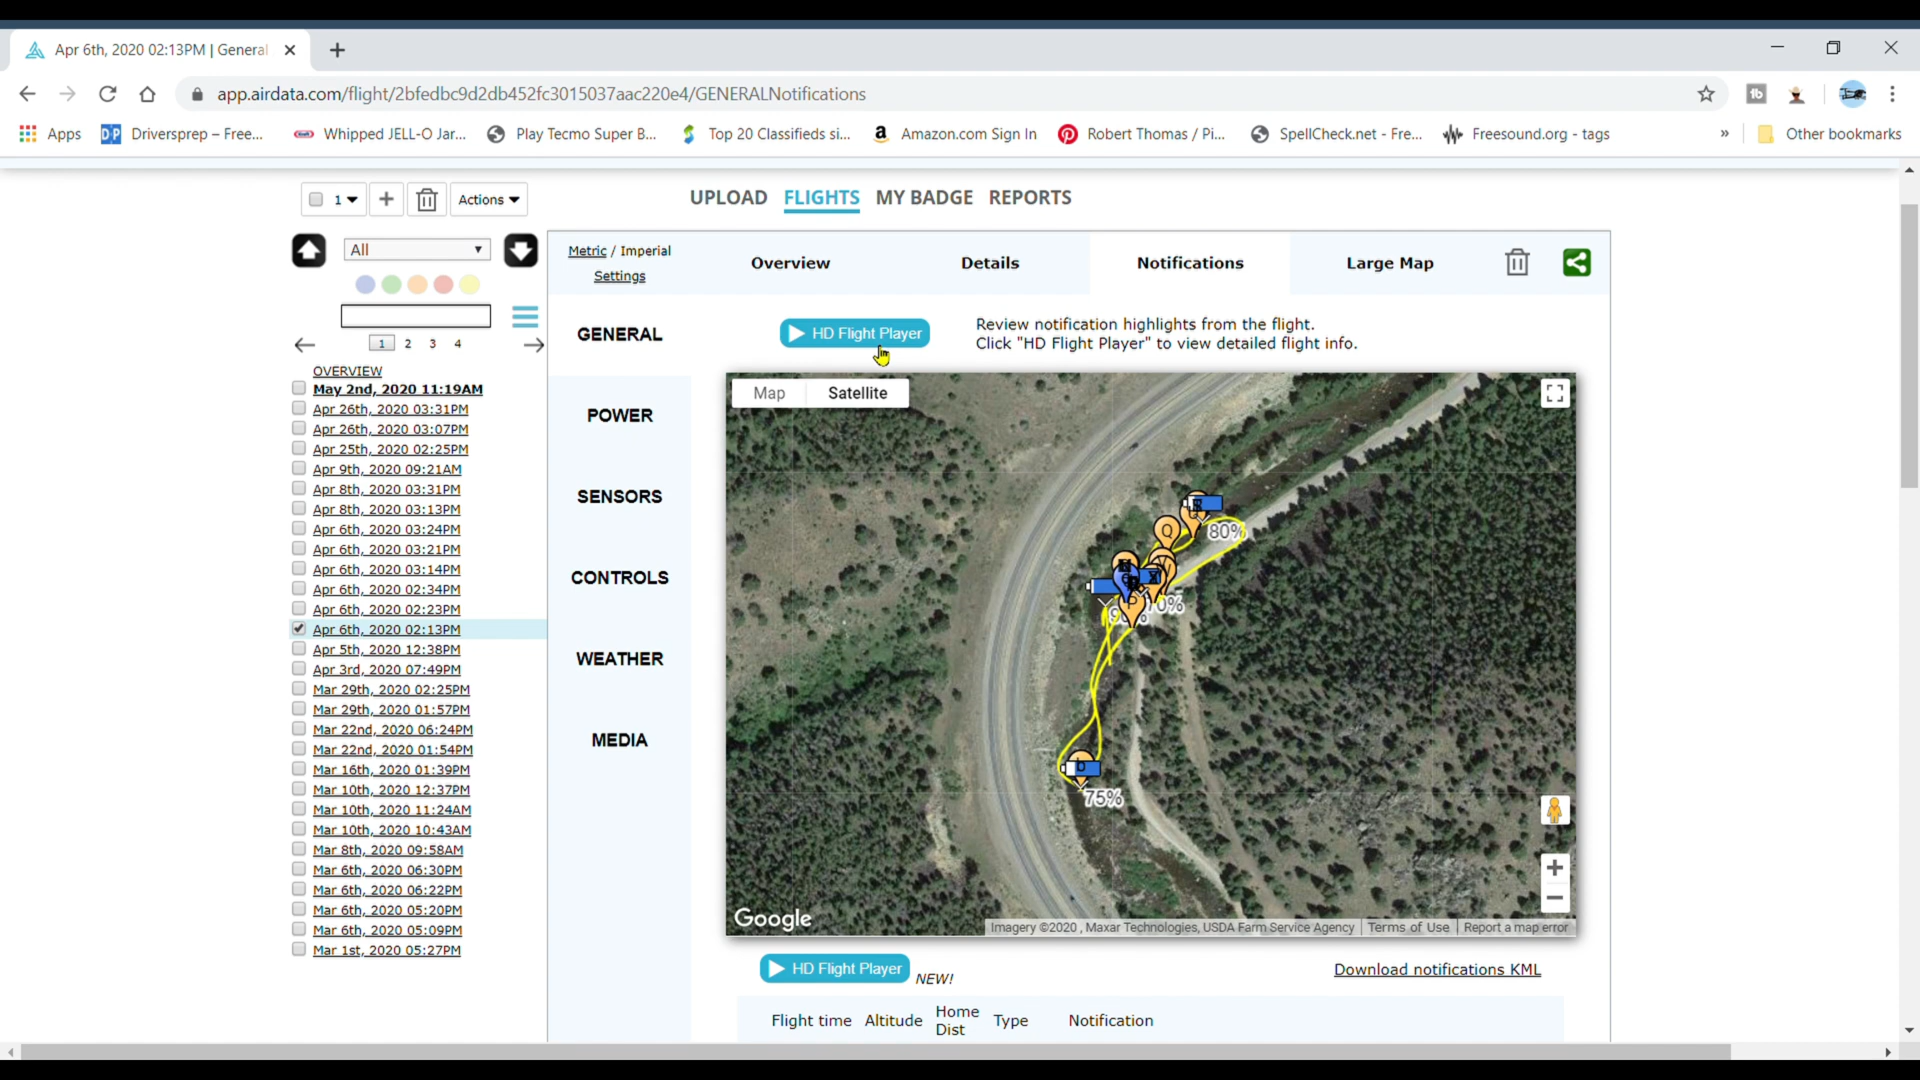 Apr 6th, 2020 02:13PM | General
app.airdata.com/flight/2bfedbc9d2db452fc3015037aac220e4/GENERALNotifications
Apps
Driversprep – Free...
Whipped JELL-O Jar...
Play Tecmo Super B...
Top 20 Classifieds si...
Amazon.com Sign In
Robert Thomas / Pi...
SpellCheck.net - Fre...
Freesound.org - tags
»
Other bookmarks
1
Actions
UPLOAD FLIGHTS MY BADGE REPORTS
All
1 2 3 4
OVERVIEW
May 2nd, 2020 11:19AM
Apr 26th, 2020 03:31PM
Apr 26th, 2020 03:07PM
Apr 25th, 2020 02:25PM
Apr 9th, 2020 09:21AM
Apr 8th, 2020 03:31PM
Apr 8th, 2020 03:13PM
Apr 6th, 2020 03:24PM
Apr 6th, 2020 03:21PM
Apr 6th, 2020 03:14PM
Apr 6th, 2020 02:34PM
Apr 6th, 2020 02:23PM
Apr 6th, 2020 02:13PM
Apr 5th, 2020 12:38PM
Apr 3rd, 2020 07:49PM
Mar 29th, 2020 02:25PM
Mar 29th, 2020 01:57PM
Mar 22nd, 2020 06:24PM
Mar 22nd, 2020 01:54PM
Mar 16th, 2020 01:39PM
Mar 10th, 2020 12:37PM
Mar 10th, 2020 11:24AM
Mar 10th, 2020 10:43AM
Mar 8th, 2020 09:58AM
Mar 6th, 2020 06:30PM
Mar 6th, 2020 06:22PM
Mar 6th, 2020 05:20PM
Mar 6th, 2020 05:09PM
Mar 1st, 2020 05:27PM
Metric / Imperial
Settings
Overview
Details
Notifications
Large Map
GENERAL
POWER
SENSORS
CONTROLS
WEATHER
MEDIA
HD Flight Player
Review notification highlights from the flight.
Click "HD Flight Player" to view detailed flight info.
Map
Satellite
Q
80%
P
75%
Google
Imagery ©2020 , Maxar Technologies, USDA Farm Service Agency
Terms of Use
Report a map error
HD Flight Player
NEW!
Download notifications KML
Flight time
Altitude
Home
Dist
Type
Notification